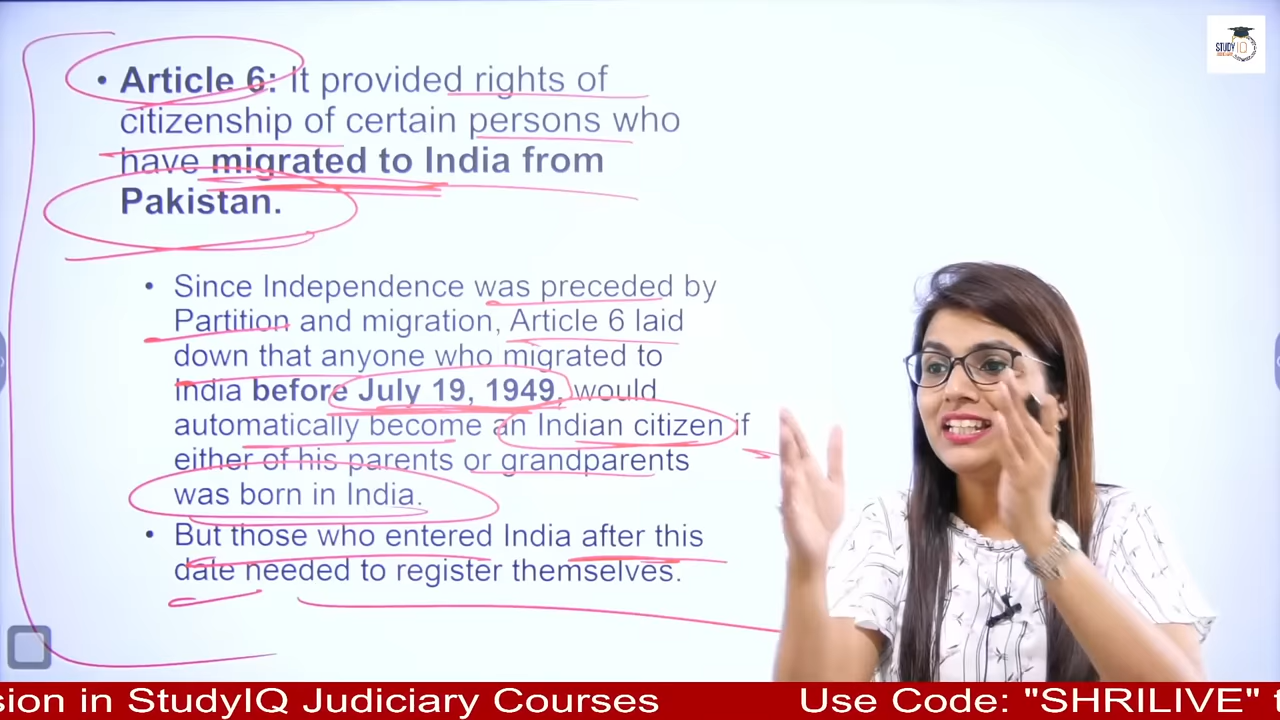 STUDY IQ
• Article 6: It provided rights of
citizenship of certain persons who
have migrated to India from
Pakistan.
• Since Independence was preceded by
Partition and migration, Article 6 laid
down that anyone who migrated to
India before July 19, 1949, would
automatically become an Indian citizen if
either of his parents or grandparents
was born in India.
• But those who entered India after this
date needed to register themselves.
sion in StudyIQ Judiciary Courses Use Code: "SHRILIVE" t